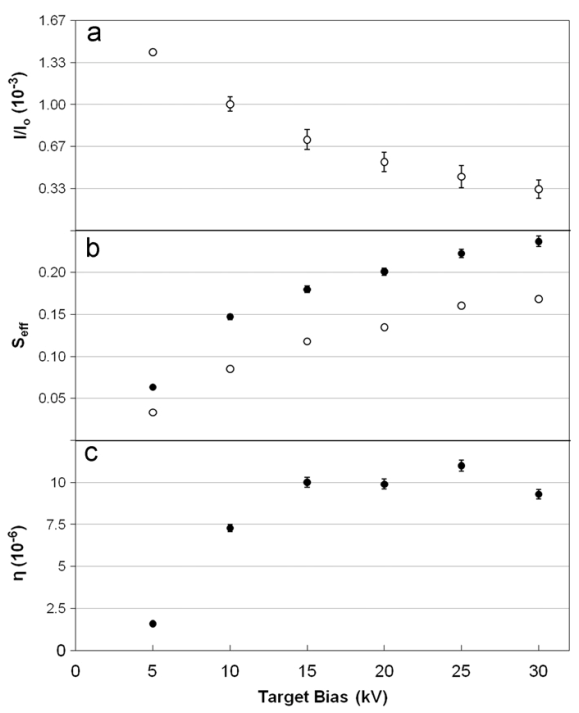 a
1.67
1.33
1.00
0.67
0.33
I/Io (10-3)
b
0.20
0.15
0.10
0.05
Seff
c
10
7.5
5
2.5
0
η (10-6)
0 5 10 15 20 25 30
Target Bias (kV)